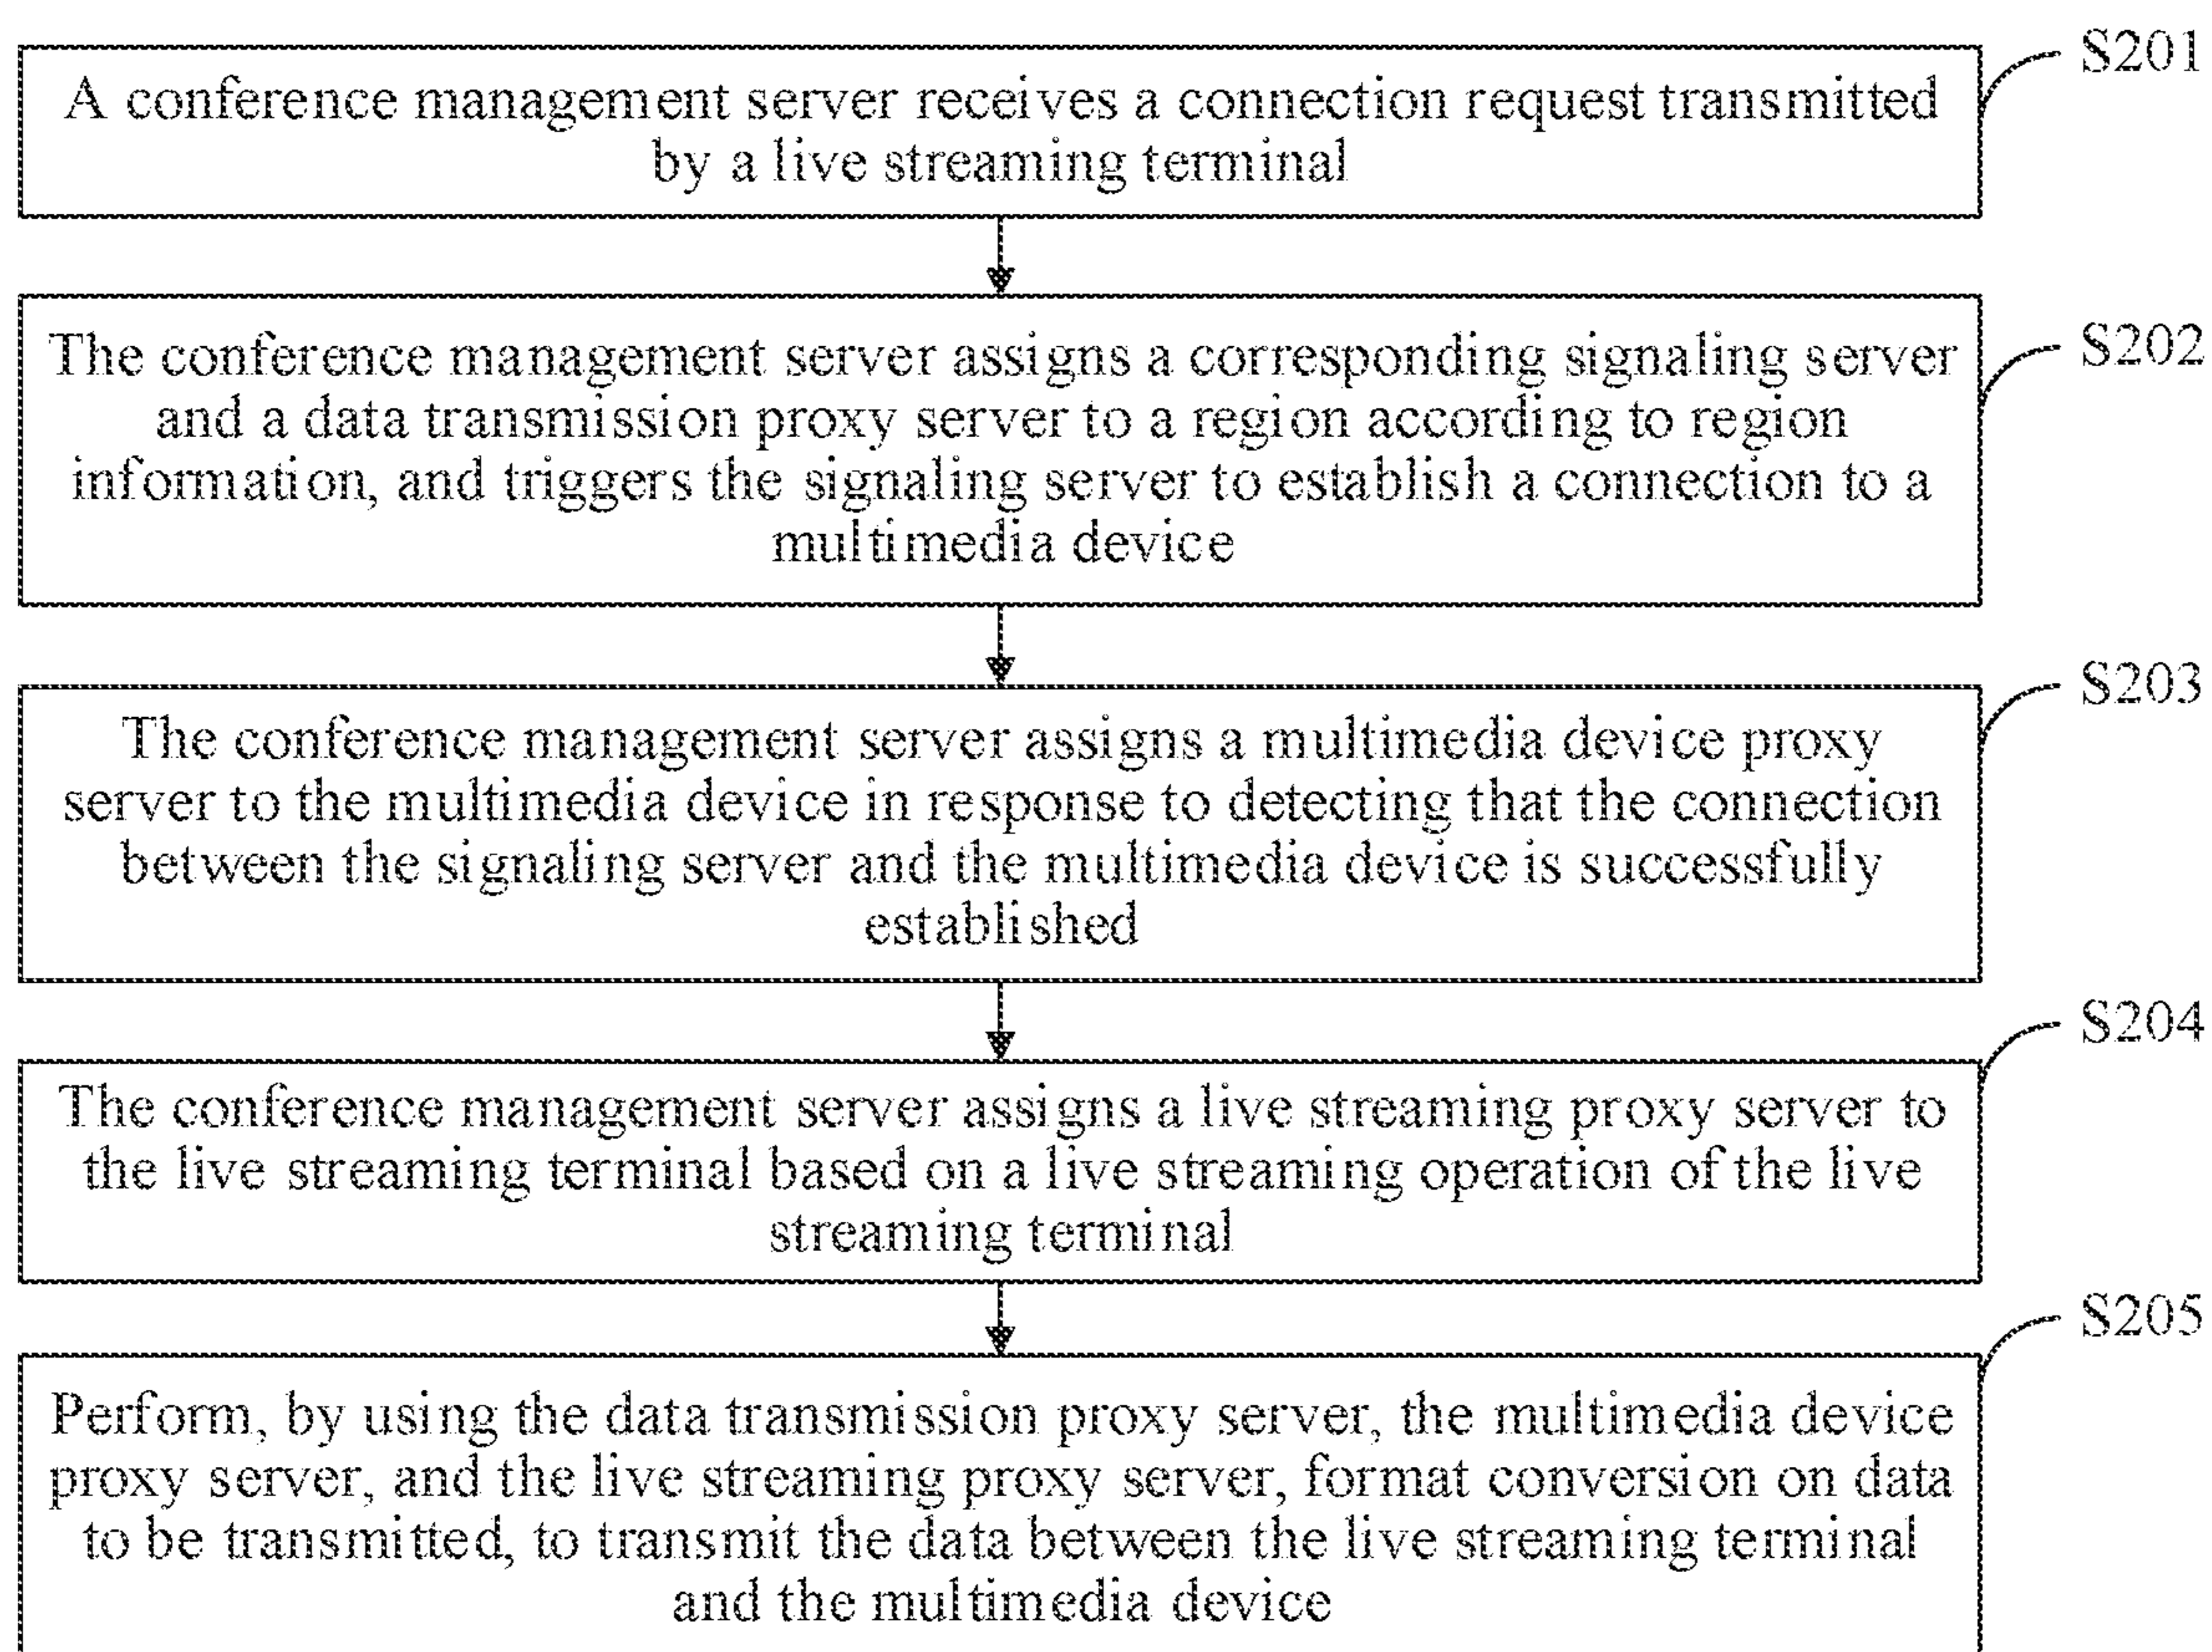 S201
A conference management server receives a connection request transmitted
by a live streaming terminal
S202
The conference management server assigns a corresponding signaling server
and a data transmission proxy server to a region according to region
information, and triggers the signaling server to establish a connection to a
multimedia device
S203
The conference management server assigns a multimedia device proxy
server to the multimedia device in response to detecting that the connection
between the signaling server and the multimedia device is successfully
established
S204
The conference management server assigns a live streaming proxy server to
the live streaming terminal based on a live streaming operation of the live
streaming terminal
S205
Perform, by using the data transmission proxy server, the multimedia device
proxy server, and the live streaming proxy server, format conversion on data
to be transmitted, to transmit the data between the live streaming terminal
and the multimedia device